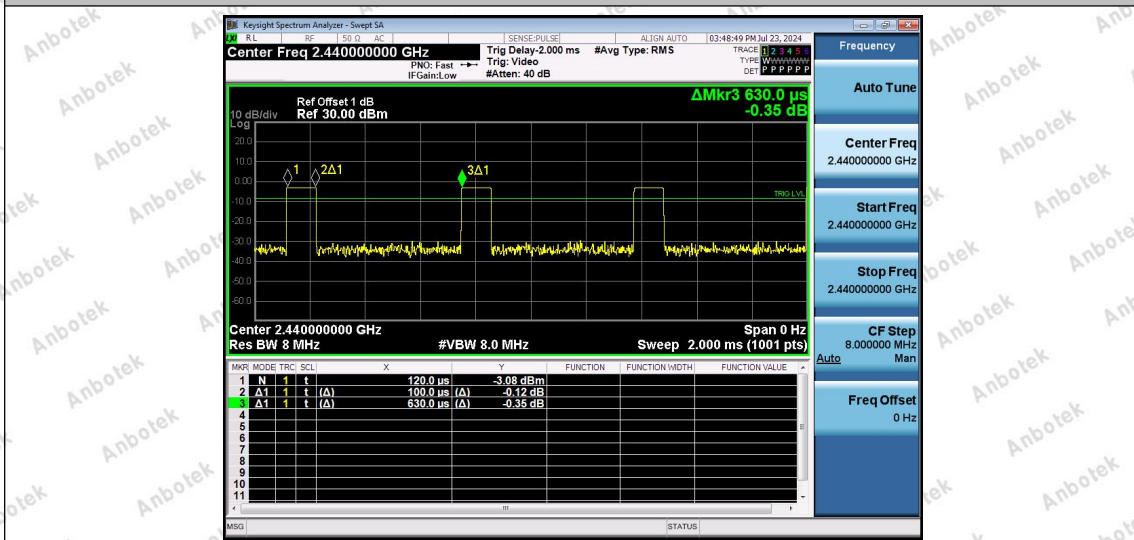 Keysight Spectrum Analyzer - Swept SA
RL RF 50 Ω AC SENSE:PULSE ALIGN AUTO 03:48:49 PM Jul 23, 2024
Center Freq 2.440000000 GHz
PNO: Fast
IFGain:Low
Trig Delay-2.000 ms
Trig: Video
#Atten: 40 dB
#Avg Type: RMS
TRACE 1 2 3 4 5 6
TYPE WWWWWW
DET P P P P P P
Ref Offset 1 dB
Ref 30.00 dBm
10 dB/div
Log
ΔMkr3 630.0 µs
-0.35 dB
20.0
10.0
0.00
-10.0
-20.0
-30.0
-40.0
-50.0
-60.0
1
2Δ1
3Δ1
TRIG LVL
Center 2.440000000 GHz Span 0 Hz
Res BW 8 MHz #VBW 8.0 MHz Sweep 2.000 ms (1001 pts)
MKR MODE TRC SCL X Y FUNCTION FUNCTION WIDTH FUNCTION VALUE
1 N 1 t 120.0 µs -3.08 dBm
2 Δ1 1 t (Δ) 100.0 µs (Δ) -0.12 dB
3 Δ1 1 t (Δ) 630.0 µs (Δ) -0.35 dB
4
5
6
7
8
9
10
11
MSG STATUS
Frequency
Auto Tune
Center Freq
2.440000000 GHz
Start Freq
2.440000000 GHz
Stop Freq
2.440000000 GHz
CF Step
8.000000 MHz
Auto Man
Freq Offset
0 Hz
Anbotek